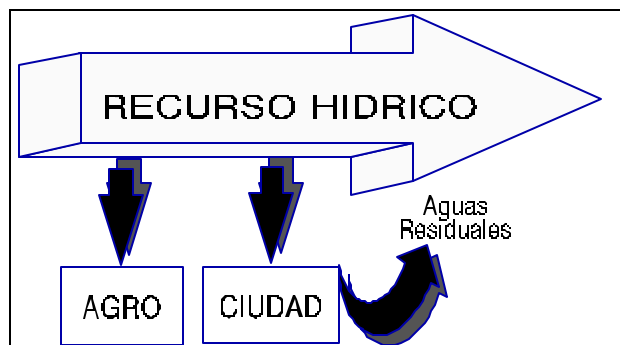 RECURSO HIDRICO
Aguas
Residuales
AGRO
CIUDAD